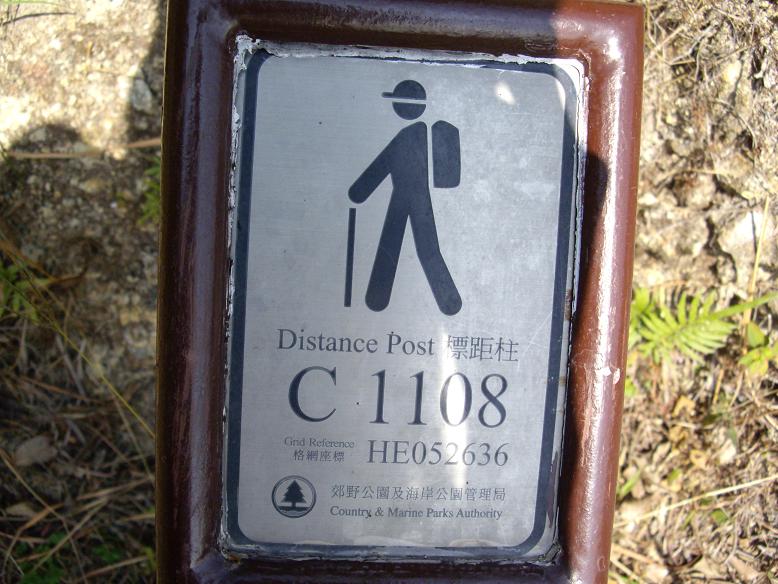 Distance Post 標距柱
C 1108
Grid Reference
格網座標
HE052636
郊野公園及海岸公園管理局
Country & Marine Parks Authority